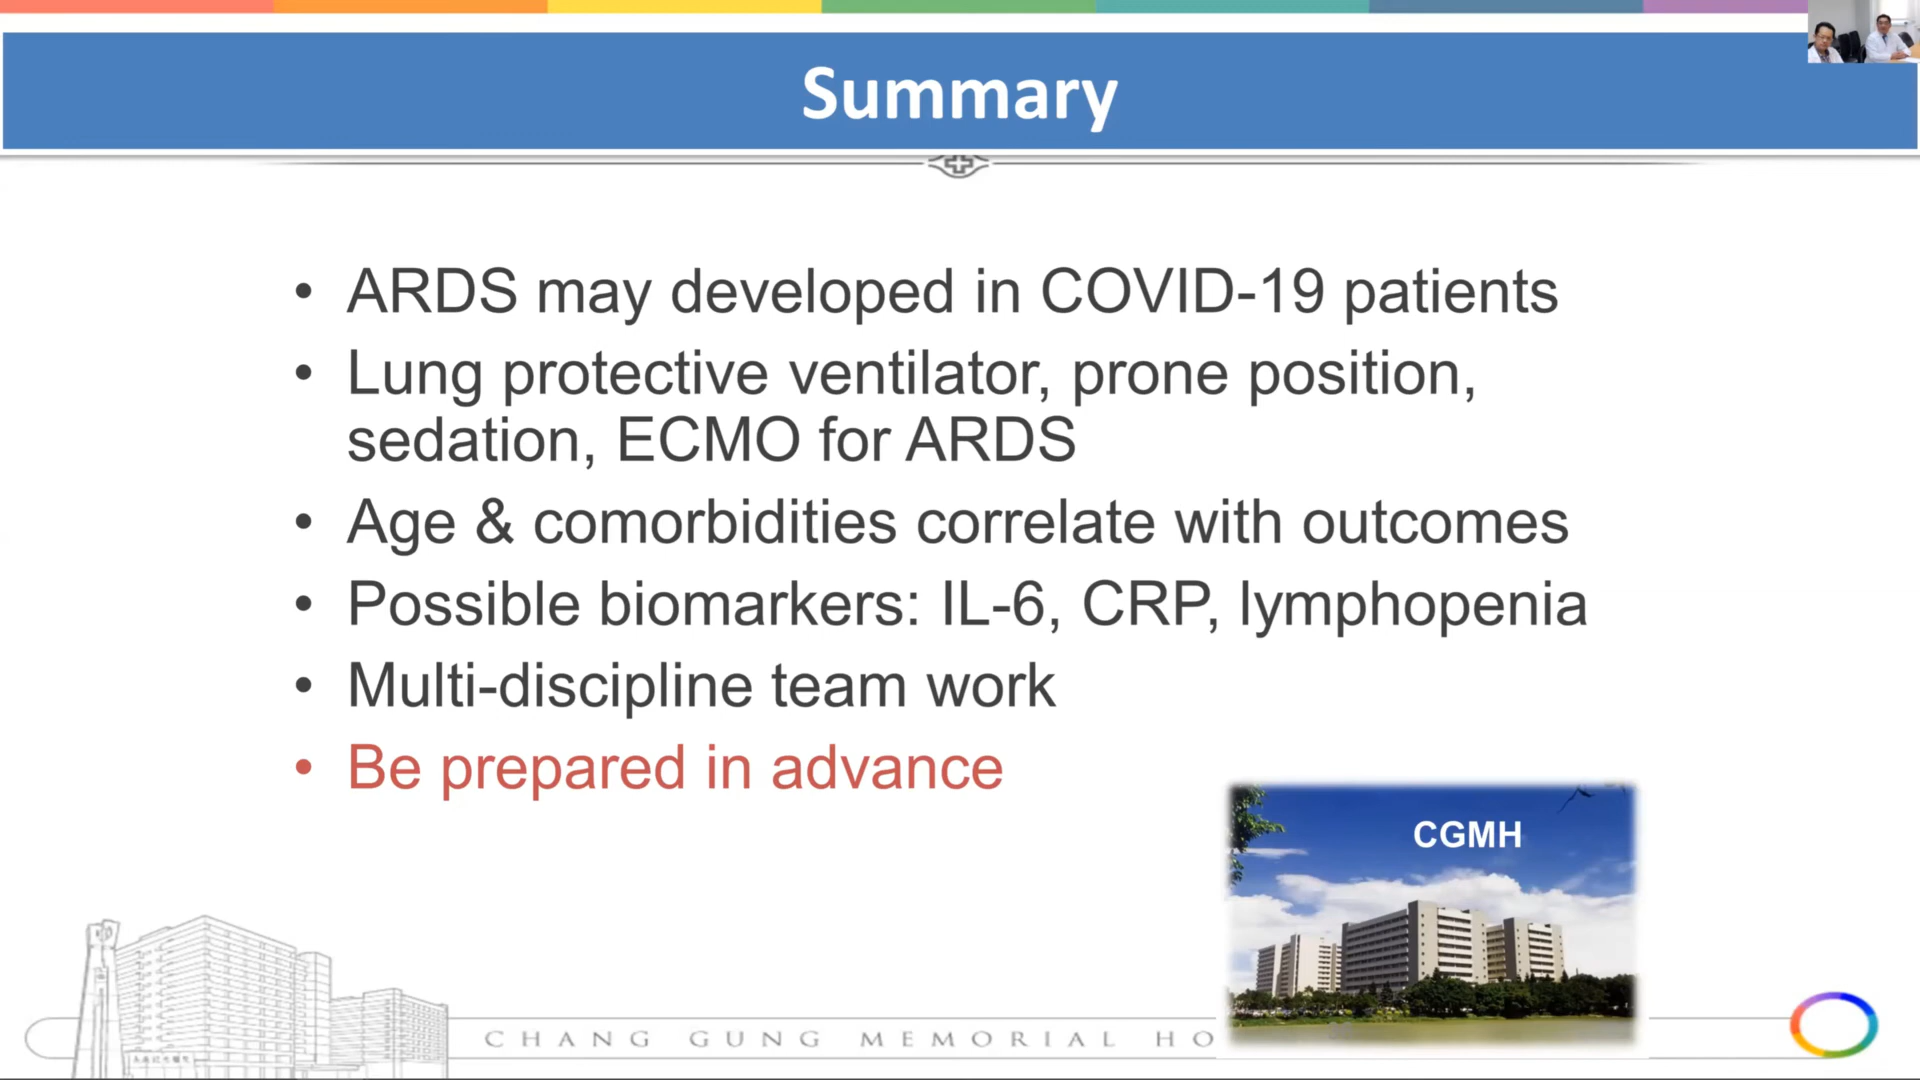 Summary
• ARDS may developed in COVID-19 patients
• Lung protective ventilator, prone position,
sedation, ECMO for ARDS
• Age & comorbidities correlate with outcomes
• Possible biomarkers: IL-6, CRP, lymphopenia
• Multi-discipline team work
• Be prepared in advance
CGMH
CHANG GUNG MEMORIAL HO